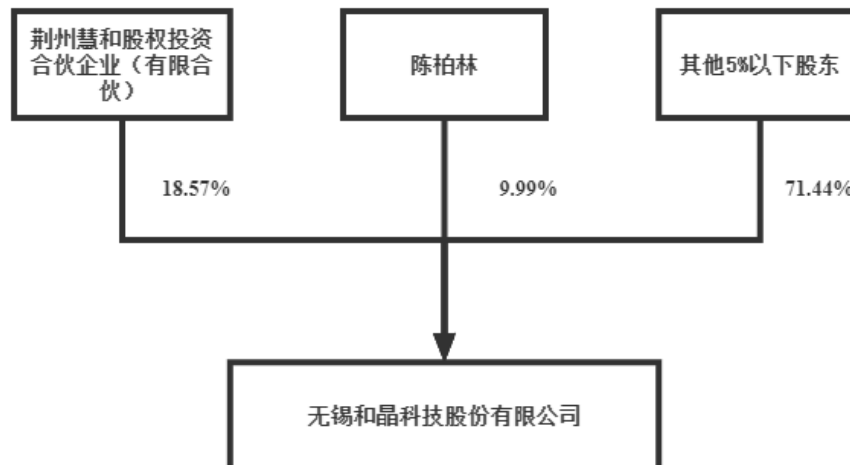 荆州慧和股权投资
合伙企业（有限合
伙）
陈柏林
其他5%以下股东
18.57%
9.99%
71.44%
无锡和晶科技股份有限公司